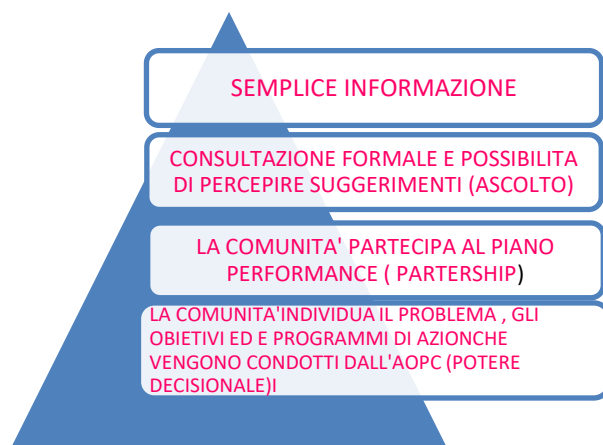 SEMPLICE INFORMAZIONE
CONSULTAZIONE FORMALE E POSSIBILITA
DI PERCEPIRE SUGGERIMENTI (ASCOLTO)
LA COMUNITA' PARTECIPA AL PIANO
PERFORMANCE ( PARTERSHIP)
LA COMUNITA'INDIVIDUA IL PROBLEMA , GLI
OBIETIVI ED E PROGRAMMI DI AZIONCHE
VENGONO CONDOTTI DALL'AOPC (POTERE
DECISIONALE)I